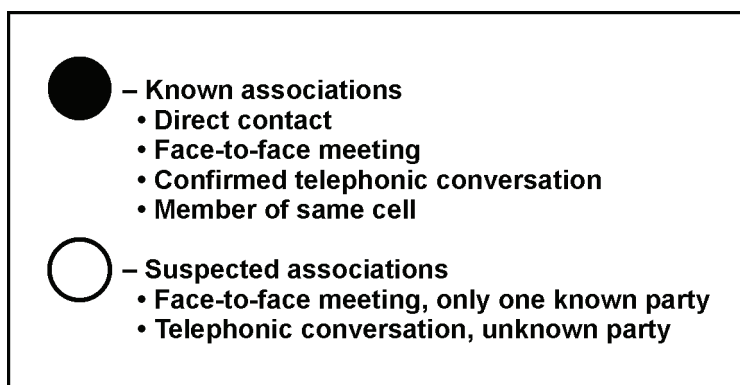 – Known associations
• Direct contact
• Face-to-face meeting
• Confirmed telephonic conversation
• Member of same cell
– Suspected associations
• Face-to-face meeting, only one known party
• Telephonic conversation, unknown party